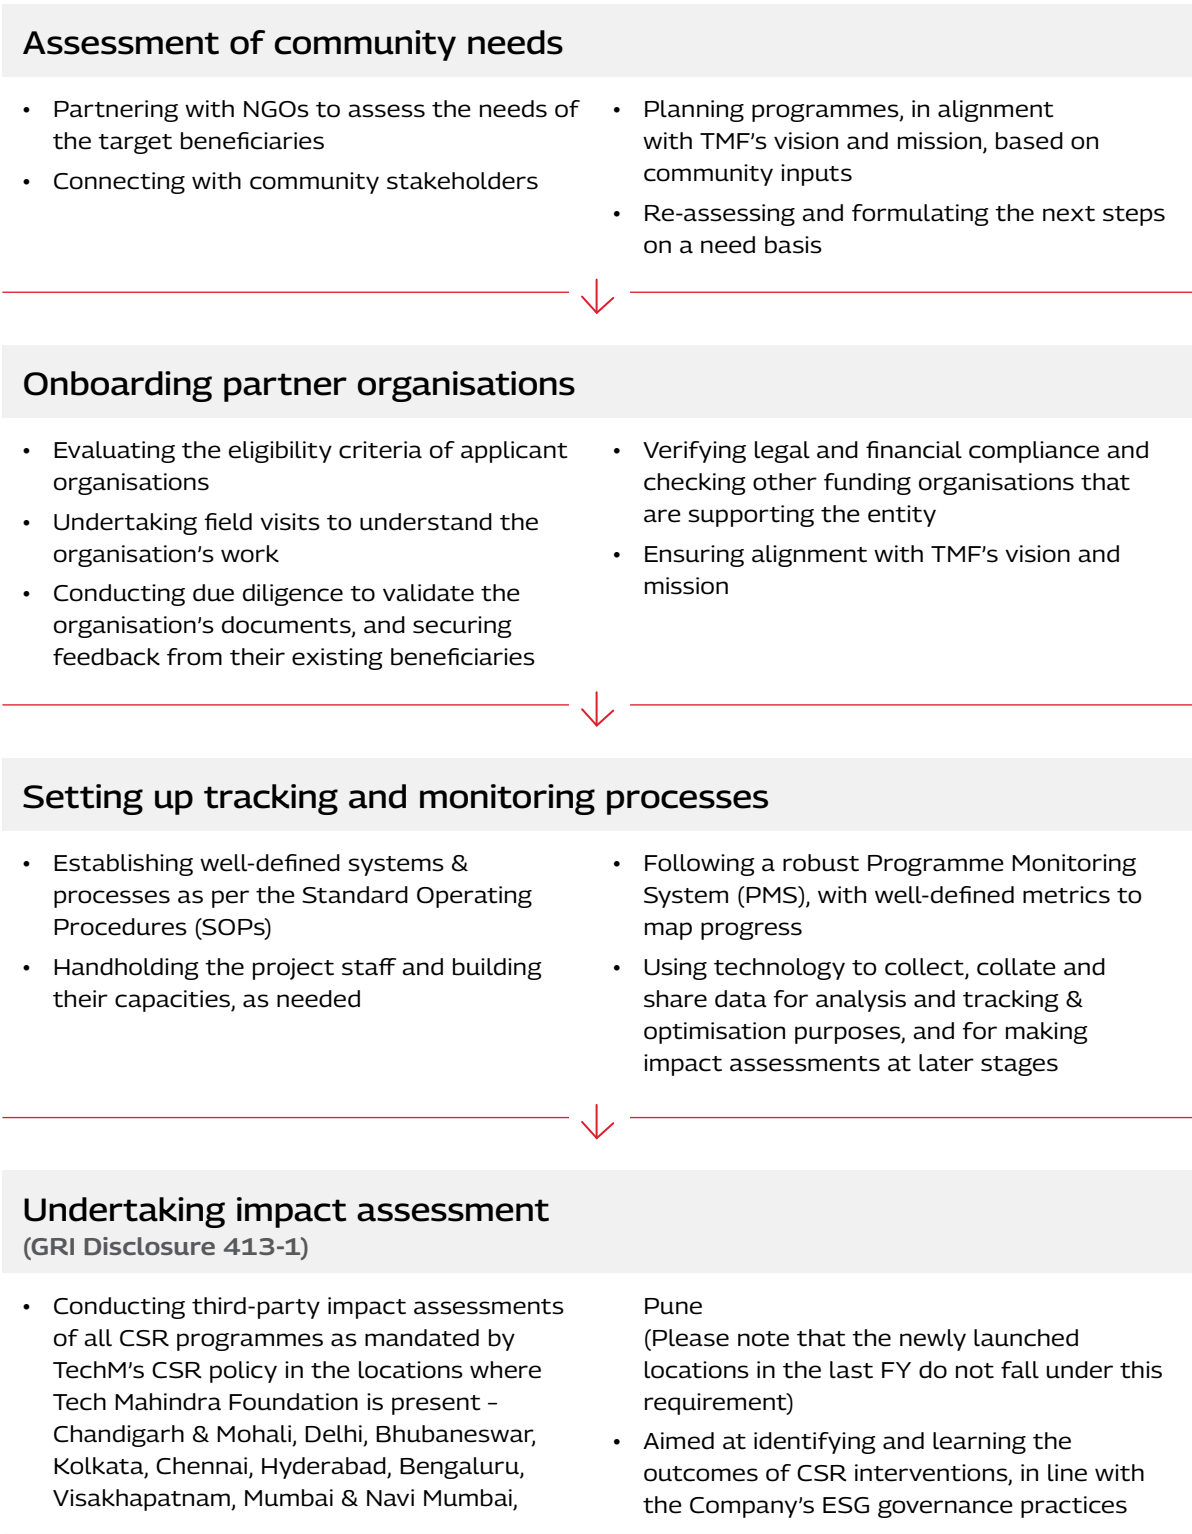 Assessment of community needs
• Partnering with NGOs to assess the needs of
the target beneficiaries
• Connecting with community stakeholders
• Planning programmes, in alignment
with TMF's vision and mission, based on
community inputs
• Re-assessing and formulating the next steps
on a need basis
Onboarding partner organisations
• Evaluating the eligibility criteria of applicant
organisations
• Undertaking field visits to understand the
organisation's work
• Conducting due diligence to validate the
organisation's documents, and securing
feedback from their existing beneficiaries
• Verifying legal and financial compliance and
checking other funding organisations that
are supporting the entity
• Ensuring alignment with TMF's vision and
mission
Setting up tracking and monitoring processes
• Establishing well-defined systems &
processes as per the Standard Operating
Procedures (SOPs)
• Handholding the project staff and building
their capacities, as needed
• Following a robust Programme Monitoring
System (PMS), with well-defined metrics to
map progress
• Using technology to collect, collate and
share data for analysis and tracking &
optimisation purposes, and for making
impact assessments at later stages
Undertaking impact assessment
(GRI Disclosure 413-1)
• Conducting third-party impact assessments
of all CSR programmes as mandated by
TechM's CSR policy in the locations where
Tech Mahindra Foundation is present –
Chandigarh & Mohali, Delhi, Bhubaneswar,
Kolkata, Chennai, Hyderabad, Bengaluru,
Visakhapatnam, Mumbai & Navi Mumbai,
Pune
(Please note that the newly launched
locations in the last FY do not fall under this
requirement)
• Aimed at identifying and learning the
outcomes of CSR interventions, in line with
the Company's ESG governance practices